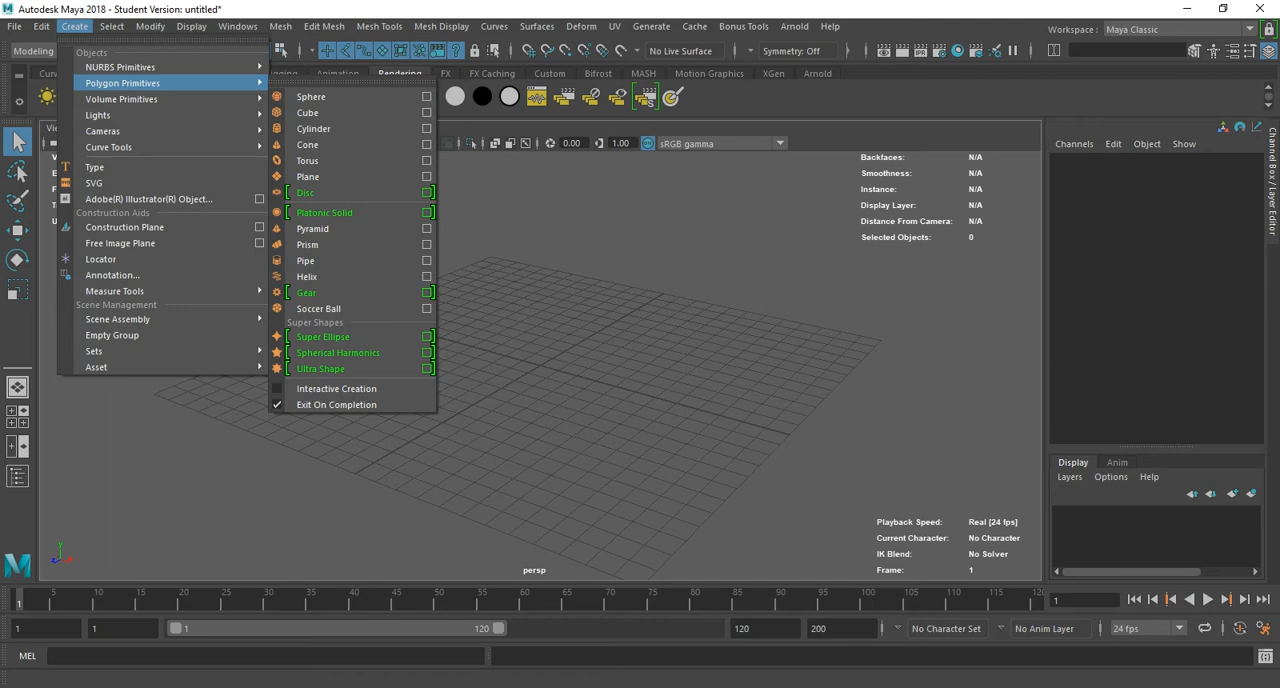 Autodesk Maya 2018 - Student Version: untitled*
File Edit Create Select Modify Display Windows Mesh Edit Mesh Mesh Tools Mesh Display Curves Surfaces Deform UV Generate Cache Bonus Tools Arnold Help
Workspace : Maya Classic
Modeling
No Live Surface
Symmetry: Off
Animation Rendering FX FX Caching Custom Bifrost MASH Motion Graphics XGen Arnold
Objects
NURBS Primitives
Polygon Primitives
Volume Primitives
Lights
Cameras
Curve Tools
Type
SVG
Adobe(R) Illustrator(R) Object...
Construction Aids
Construction Plane
Free Image Plane
Locator
Annotation...
Measure Tools
Scene Management
Scene Assembly
Empty Group
Sets
Asset
Sphere
Cube
Cylinder
Cone
Torus
Plane
Disc
Platonic Solid
Pyramid
Prism
Pipe
Helix
Gear
Soccer Ball
Super Shapes
Super Ellipse
Spherical Harmonics
Ultra Shape
Interactive Creation
Exit On Completion
0.00 1.00 sRGB gamma
Backfaces: N/A
Smoothness: N/A
Instance: N/A
Display Layer: N/A
Distance From Camera: N/A
Selected Objects: 0
Playback Speed: Real [24 fps]
Current Character: No Character
IK Blend: No Solver
Frame: 1
persp
Channels Edit Object Show
Channel Box / Layer Editor
Display Anim
Layers Options Help
1 5 10 15 20 25 30 35 40 45 50 55 60 65 70 75 80 85 90 95 100 105 110 115 120
1
1 1 1 120 120 200 No Character Set No Anim Layer 24 fps
MEL